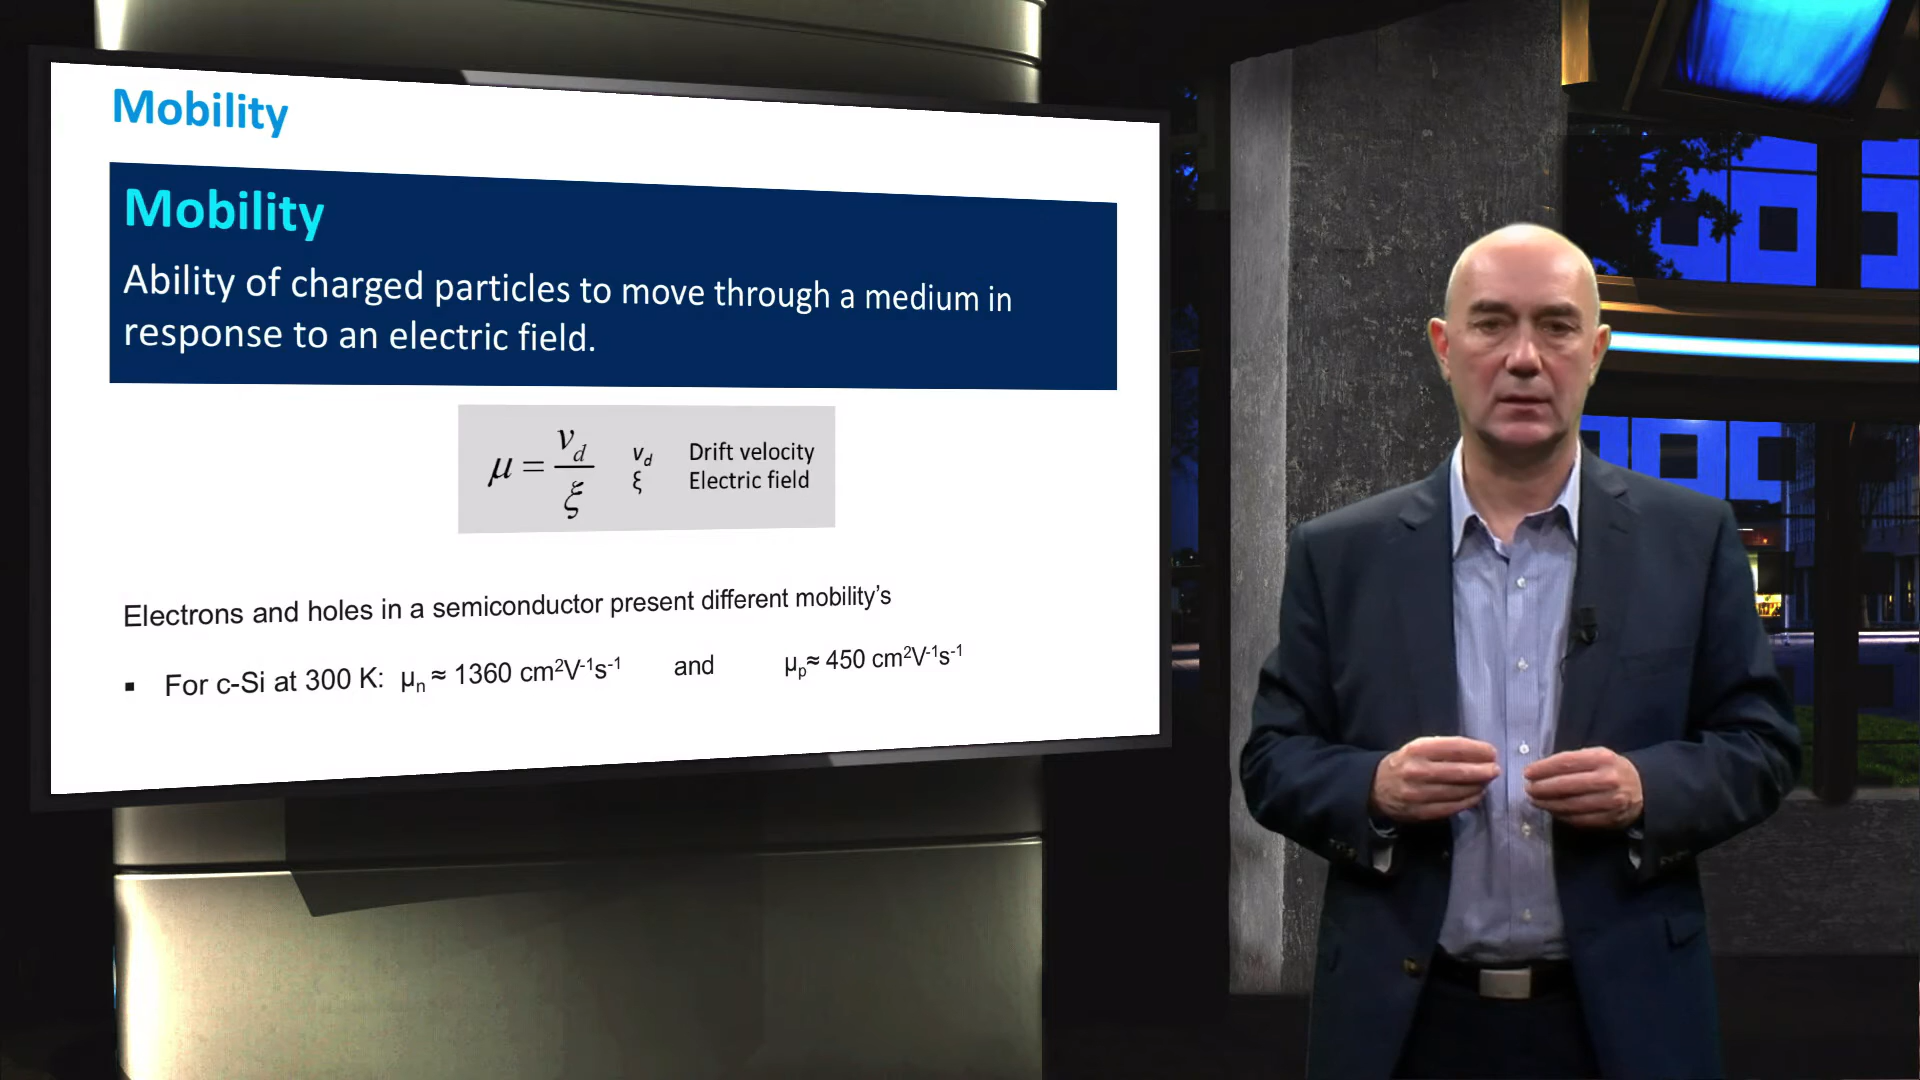 Mobility
Mobility
Ability of charged particles to move through a medium in
response to an electric field.
μ = v_d / ξ
v_d Drift velocity
ξ Electric field
Electrons and holes in a semiconductor present different mobility’s
▪ For c-Si at 300 K: μₙ ≈ 1360 cm²V⁻¹s⁻¹ and μₚ≈ 450 cm²V⁻¹s⁻¹